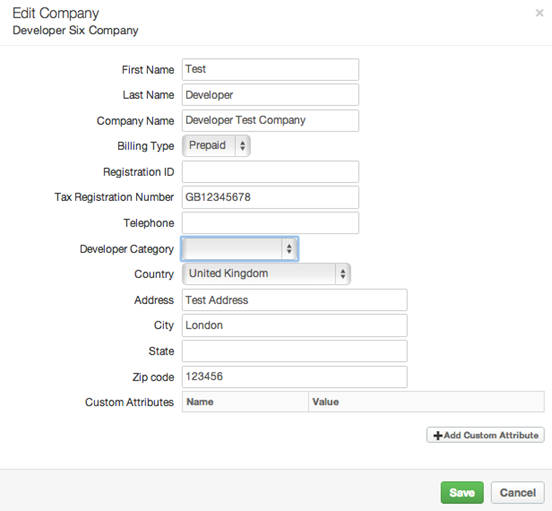 Edit Company ×
Developer Six Company
First Name Test
Last Name Developer
Company Name Developer Test Company
Billing Type Prepaid
Registration ID
Tax Registration Number GB12345678
Telephone
Developer Category
Country United Kingdom
Address Test Address
City London
State
Zip code 123456
Custom Attributes Name Value
+Add Custom Attribute
Save Cancel